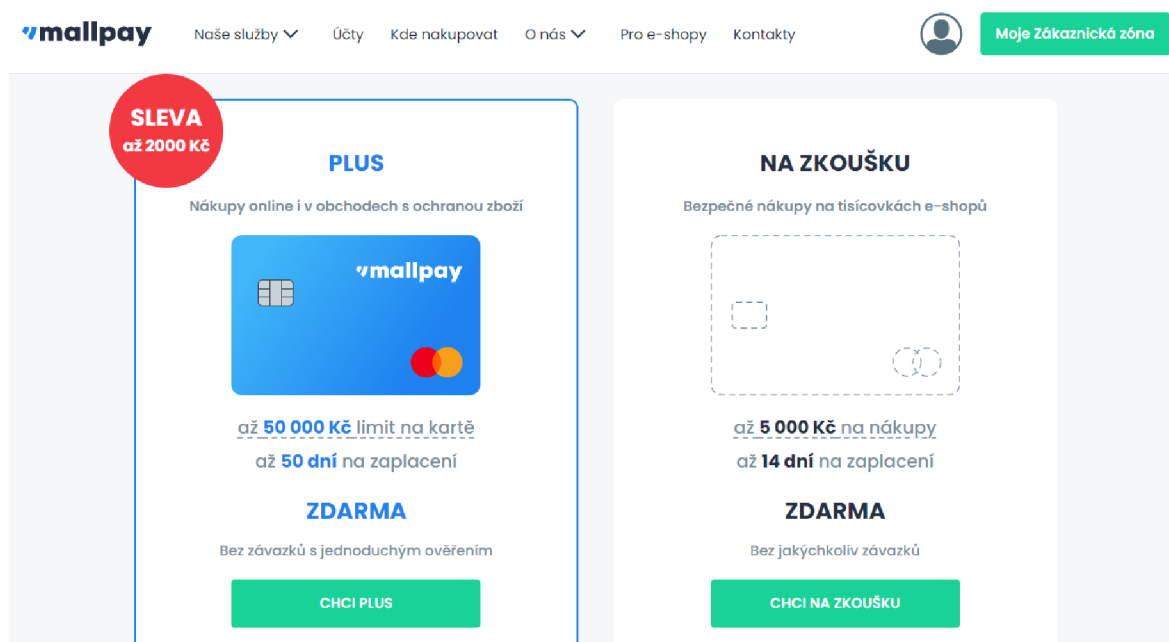 mallpay
Naše služby
Účty
Kde nakupovat
O nás
Pro e-shopy
Kontakty
Moje Zákaznická zóna
SLEVA
až 2000 Kč
PLUS
Nákupy online i v obchodech s ochranou zboží
mallpay
až 50 000 Kč limit na kartě
až 50 dní na zaplacení
ZDARMA
Bez závazků s jednoduchým ověřením
CHCI PLUS
NA ZKOUŠKU
Bezpečné nákupy na tisícovkách e-shopů
až 5 000 Kč na nákupy
až 14 dní na zaplacení
ZDARMA
Bez jakýchkoliv závazků
CHCI NA ZKOUŠKU